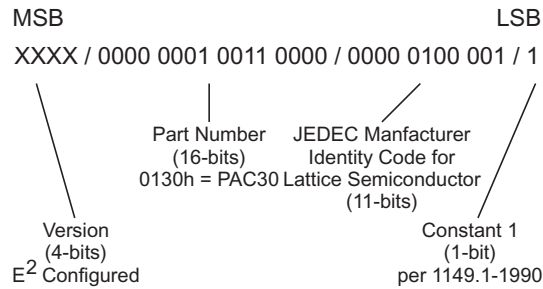 MSB LSB
XXXX / 0000 0001 0011 0000 / 0000 0100 001 / 1
Part Number
(16-bits)
0130h = PAC30
JEDEC Manfacturer
Identity Code for
Lattice Semiconductor
(11-bits)
Version
(4-bits)
E² Configured
Constant 1
(1-bit)
per 1149.1-1990